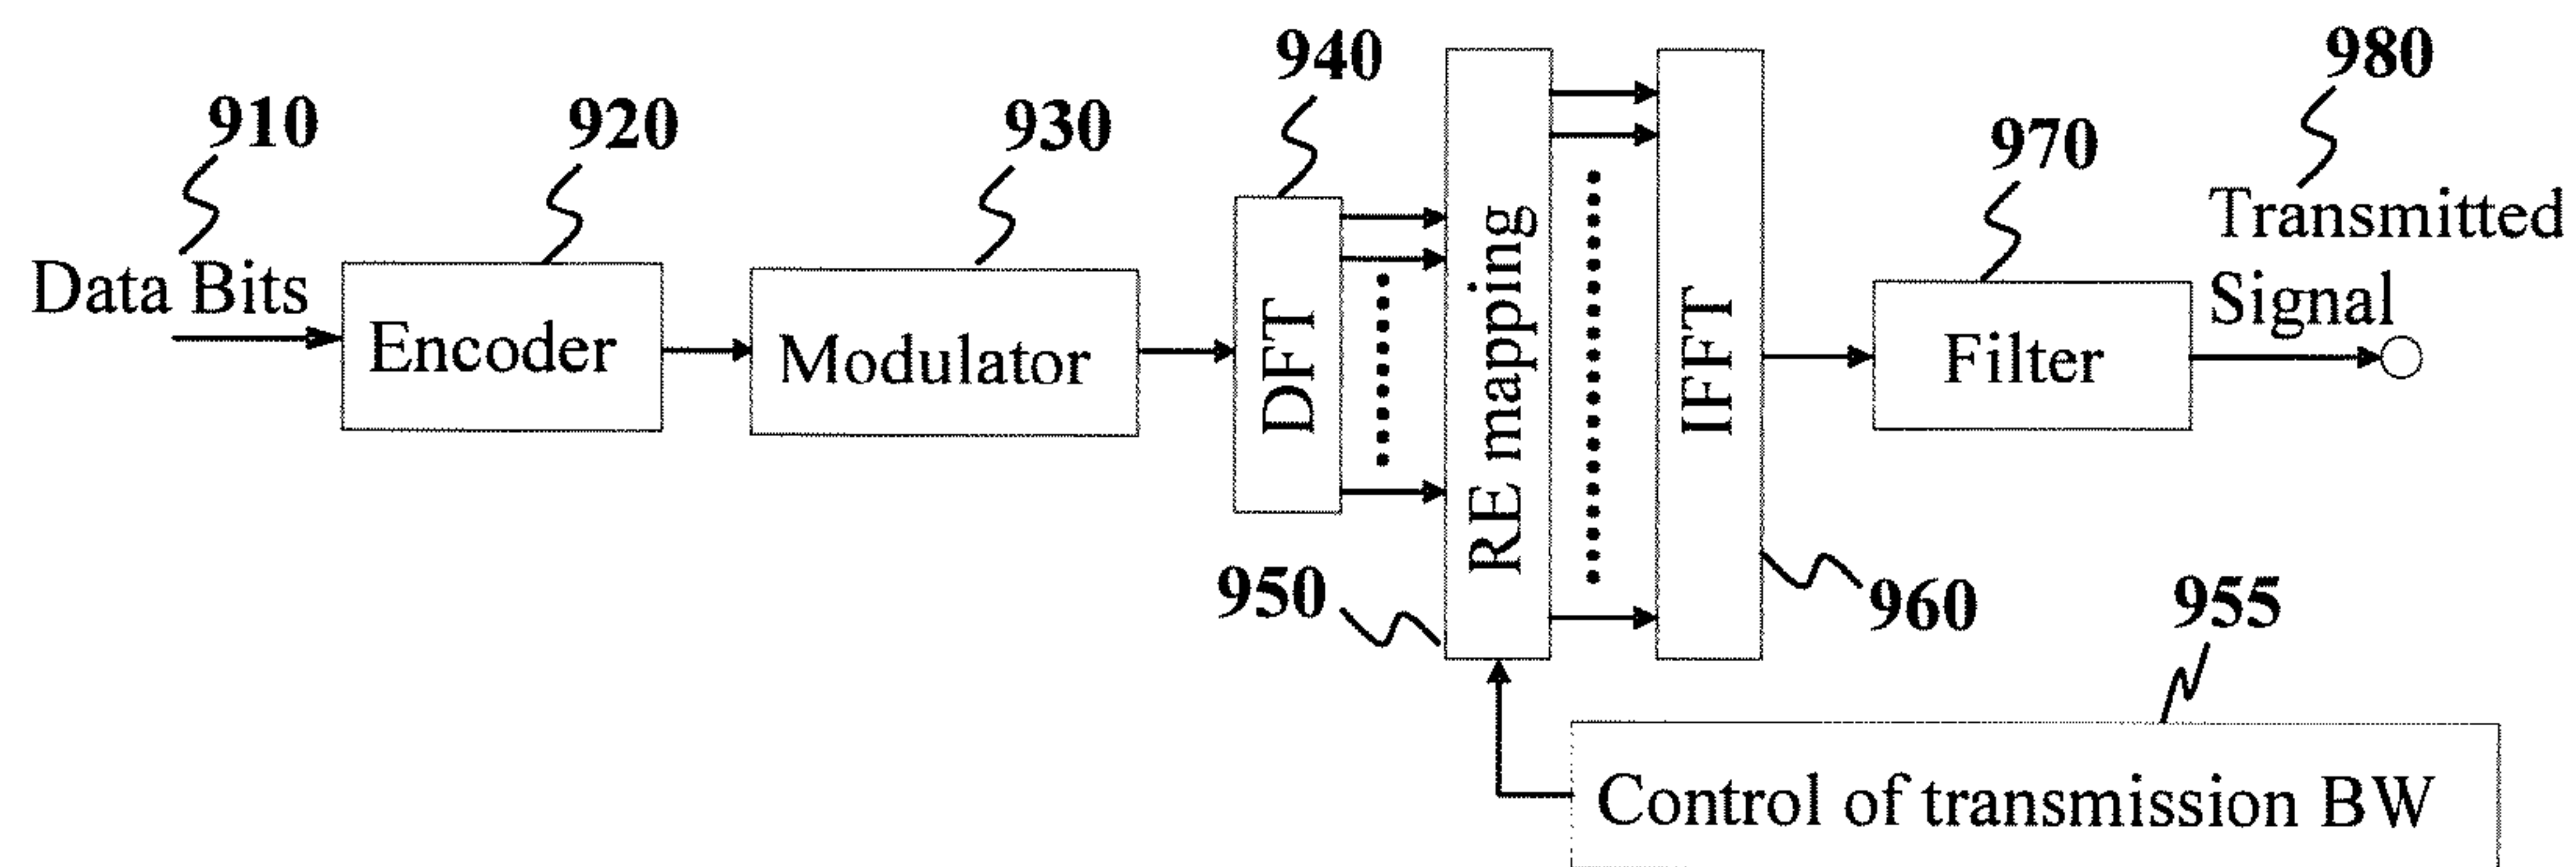 910
920
930
940
980
970
Data Bits
Encoder
Modulator
DFT
RE mapping
IFFT
Filter
Transmitted
Signal
950
960
955
Control of transmission BW